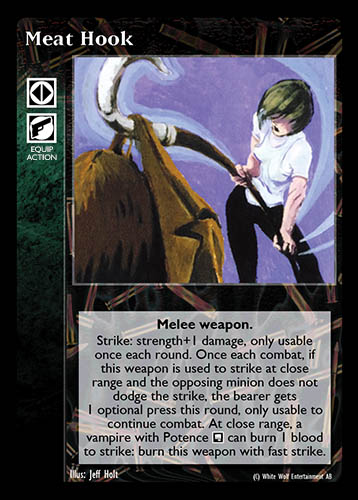 Meat Hook
EQUIP
ACTION
Melee weapon.
Strike: strength+1 damage, only usable
once each round. Once each combat, if
this weapon is used to strike at close
range and the opposing minion does not
dodge the strike, the bearer gets
1 optional press this round, only usable to
continue combat. At close range, a
vampire with Potence can burn 1 blood
to strike: burn this weapon with fast strike.
Illus: Jeff Holt
(C) White Wolf Entertainment AB